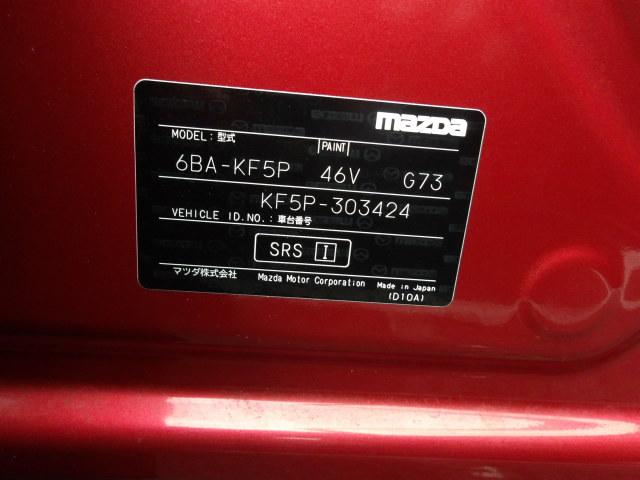 mazda
MODEL: 型式 PAINT
6BA-KF5P 46V G73
KF5P-303424
VEHICLE ID.NO.: 車台番号
SRS I
マツダ株式会社 Mazda Motor Corporation Made in Japan
(D10A)